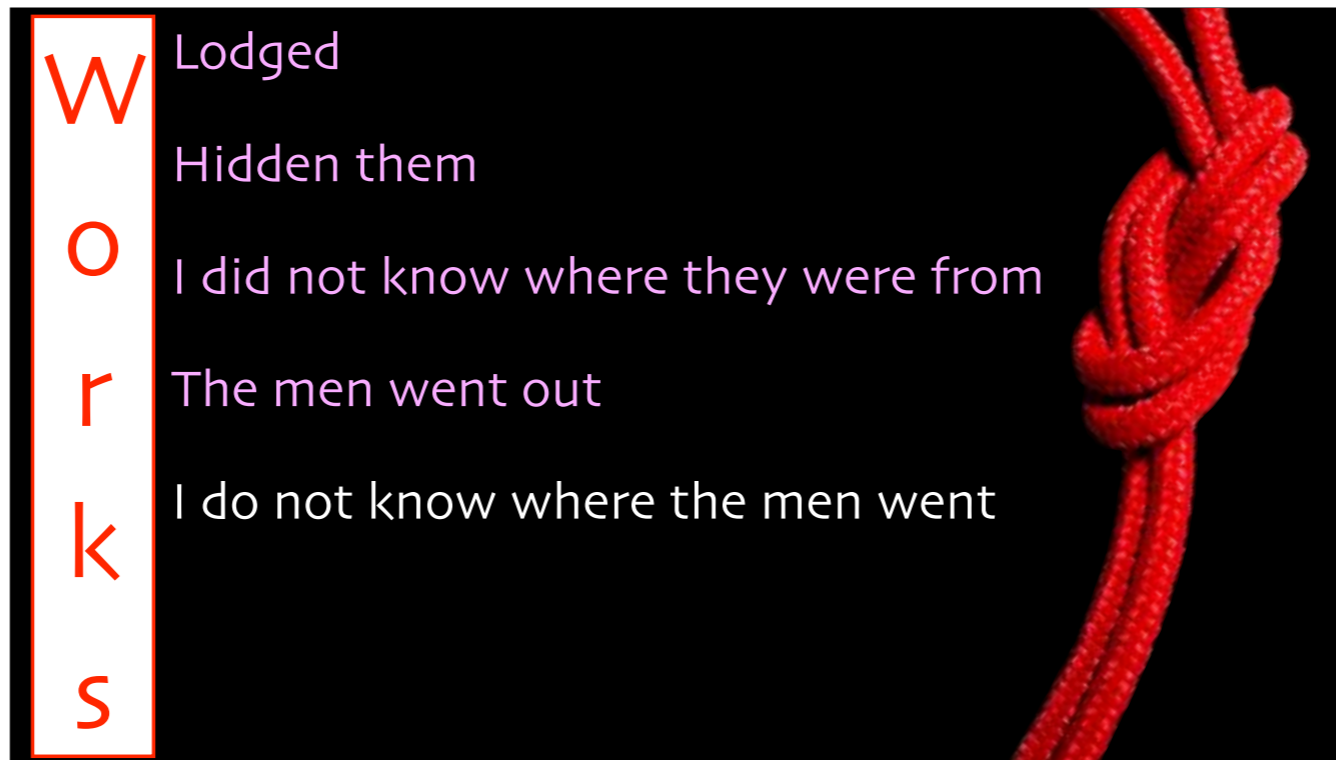 Works
Lodged
Hidden them
I did not know where they were from
The men went out
I do not know where the men went